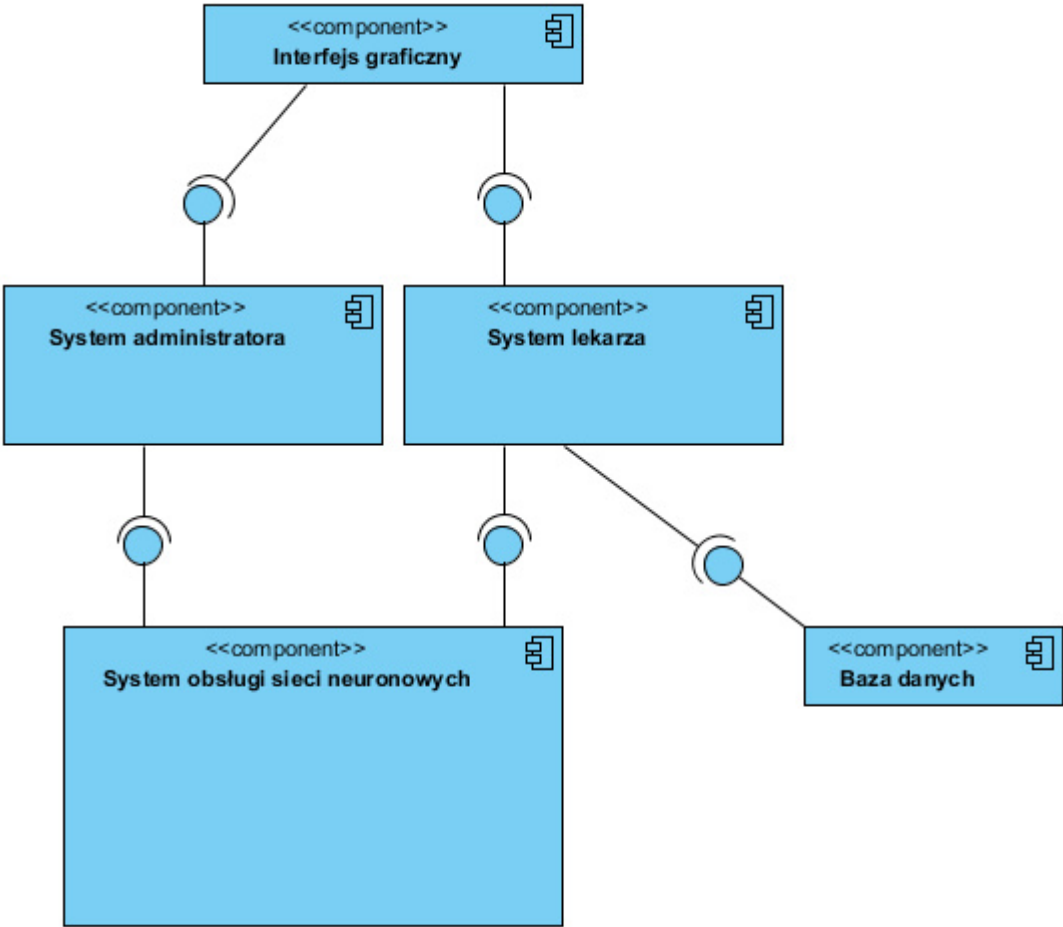 <<component>>
Interfejs graficzny
<<component>>
System administratora
<<component>>
System lekarza
<<component>>
System obsługi sieci neuronowych
<<component>>
Baza danych